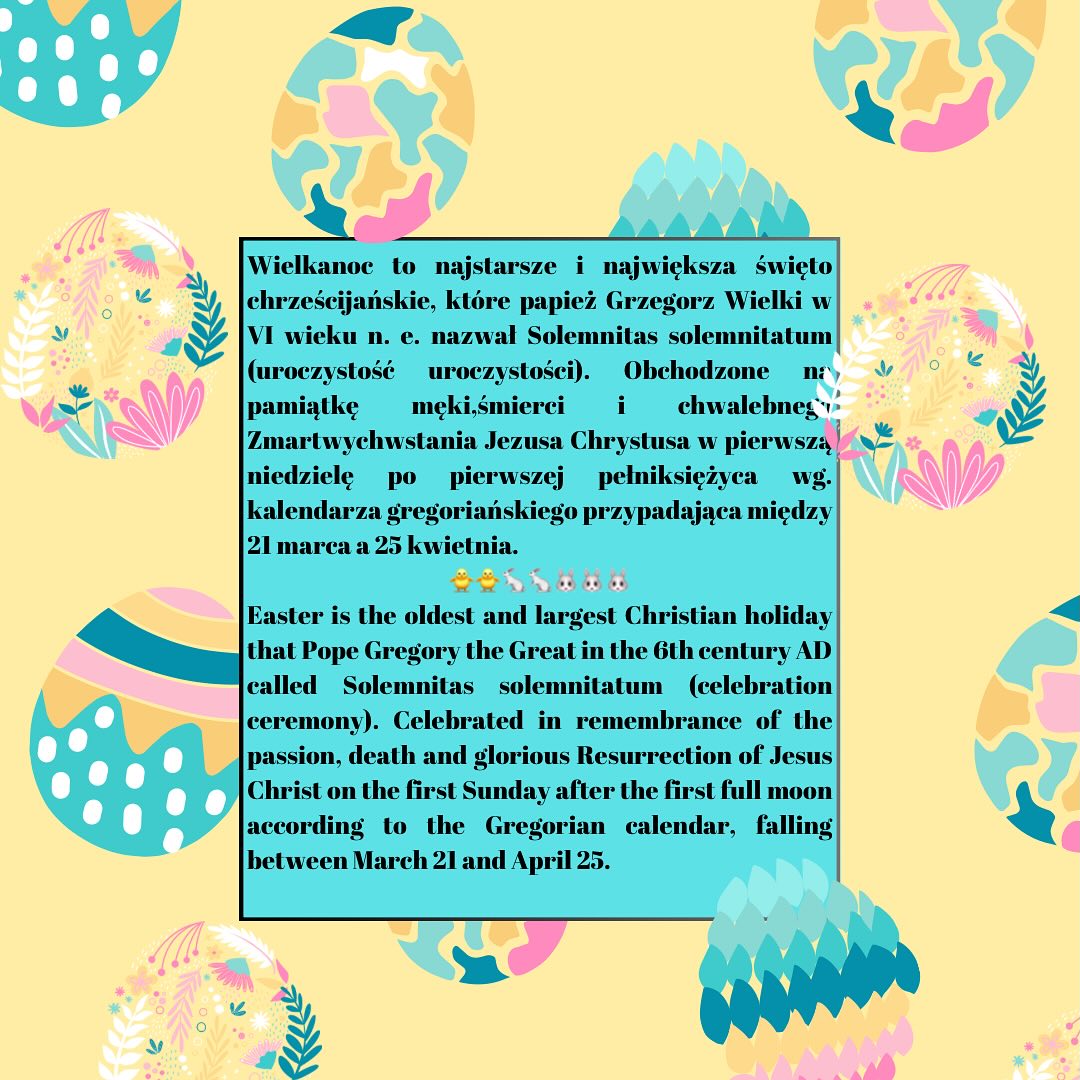 Wielkanoc to najstarsze i największa święto
chrześcijańskie, które papież Grzegorz Wielki w
VI wieku n. e. nazwał Solemnitas solemnitatum
(uroczystość uroczystości). Obchodzone na
pamiątkę męki,śmierci i chwalebnego
Zmartwychwstania Jezusa Chrystusa w pierwszą
niedzielę po pierwszej pełniksiężyca wg.
kalendarza gregoriańskiego przypadająca między
21 marca a 25 kwietnia.
🐥🐥🐇🐇🐰🐰🐰
Easter is the oldest and largest Christian holiday
that Pope Gregory the Great in the 6th century AD
called Solemnitas solemnitatum (celebration
ceremony). Celebrated in remembrance of the
passion, death and glorious Resurrection of Jesus
Christ on the first Sunday after the first full moon
according to the Gregorian calendar, falling
between March 21 and April 25.